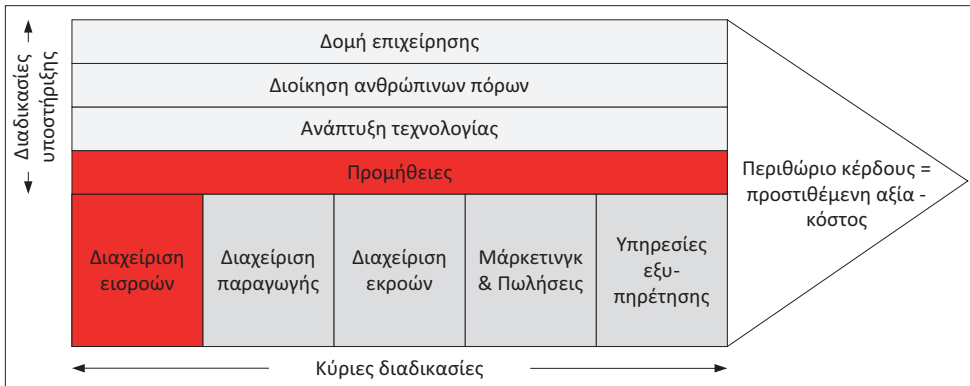 Διαδικασίες
υποστήριξης
Δομή επιχείρησης
Διοίκηση ανθρώπινων πόρων
Ανάπτυξη τεχνολογίας
Προμήθειες
Διαχείριση
εισροών
Διαχείριση
παραγωγής
Διαχείριση
εκροών
Μάρκετινγκ
& Πωλήσεις
Υπηρεσίες
εξυ-
πηρέτησης
Περιθώριο κέρδους =
προστιθέμενη αξία -
κόστος
Κύριες διαδικασίες